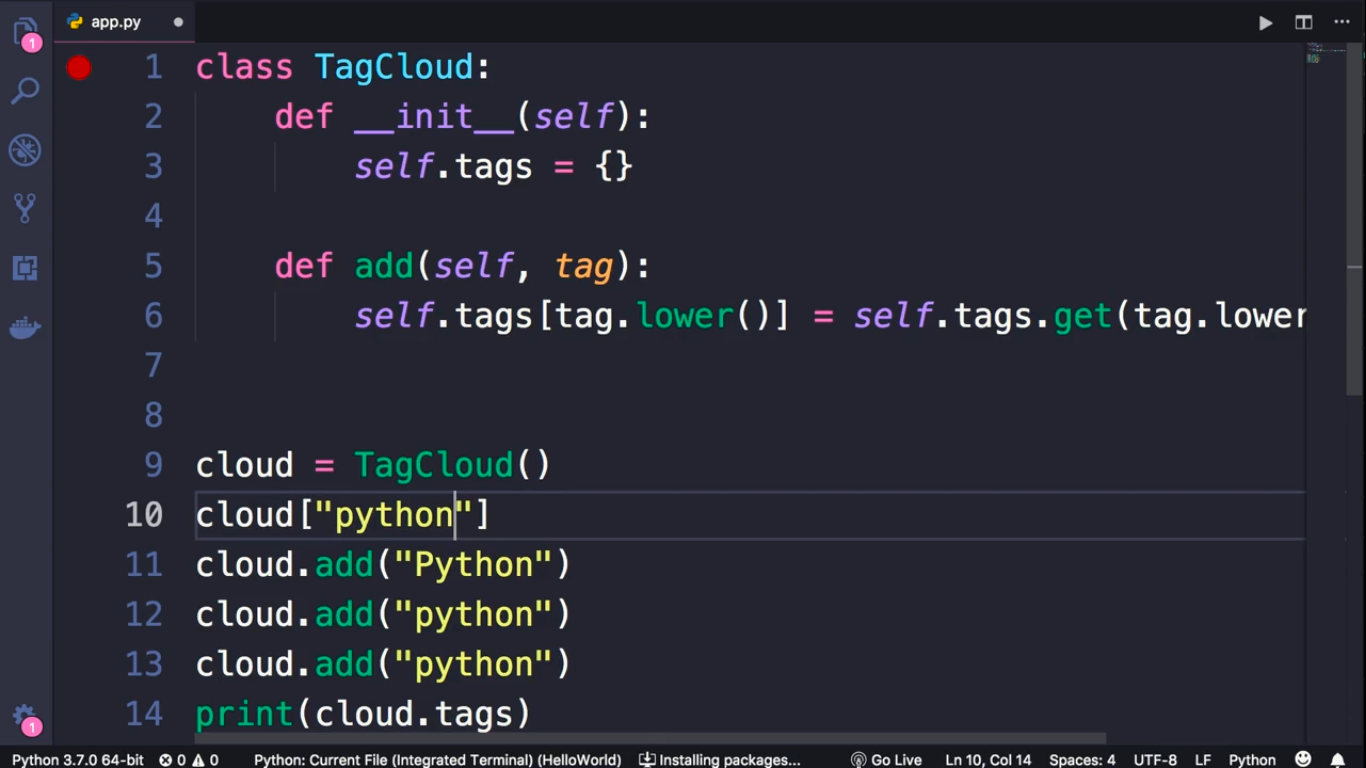 app.py
1
1 class TagCloud:
2 def __init__(self):
3 self.tags = {}
4
5 def add(self, tag):
6 self.tags[tag.lower()] = self.tags.get(tag.lower
7
8
9 cloud = TagCloud()
10 cloud["python"]
11 cloud.add("Python")
12 cloud.add("python")
13 cloud.add("python")
14 print(cloud.tags)
1
Python 3.7.0 64-bit 0 0 Python: Current File (Integrated Terminal) (HelloWorld) Installing packages... Go Live Ln 10, Col 14 Spaces: 4 UTF-8 LF Python